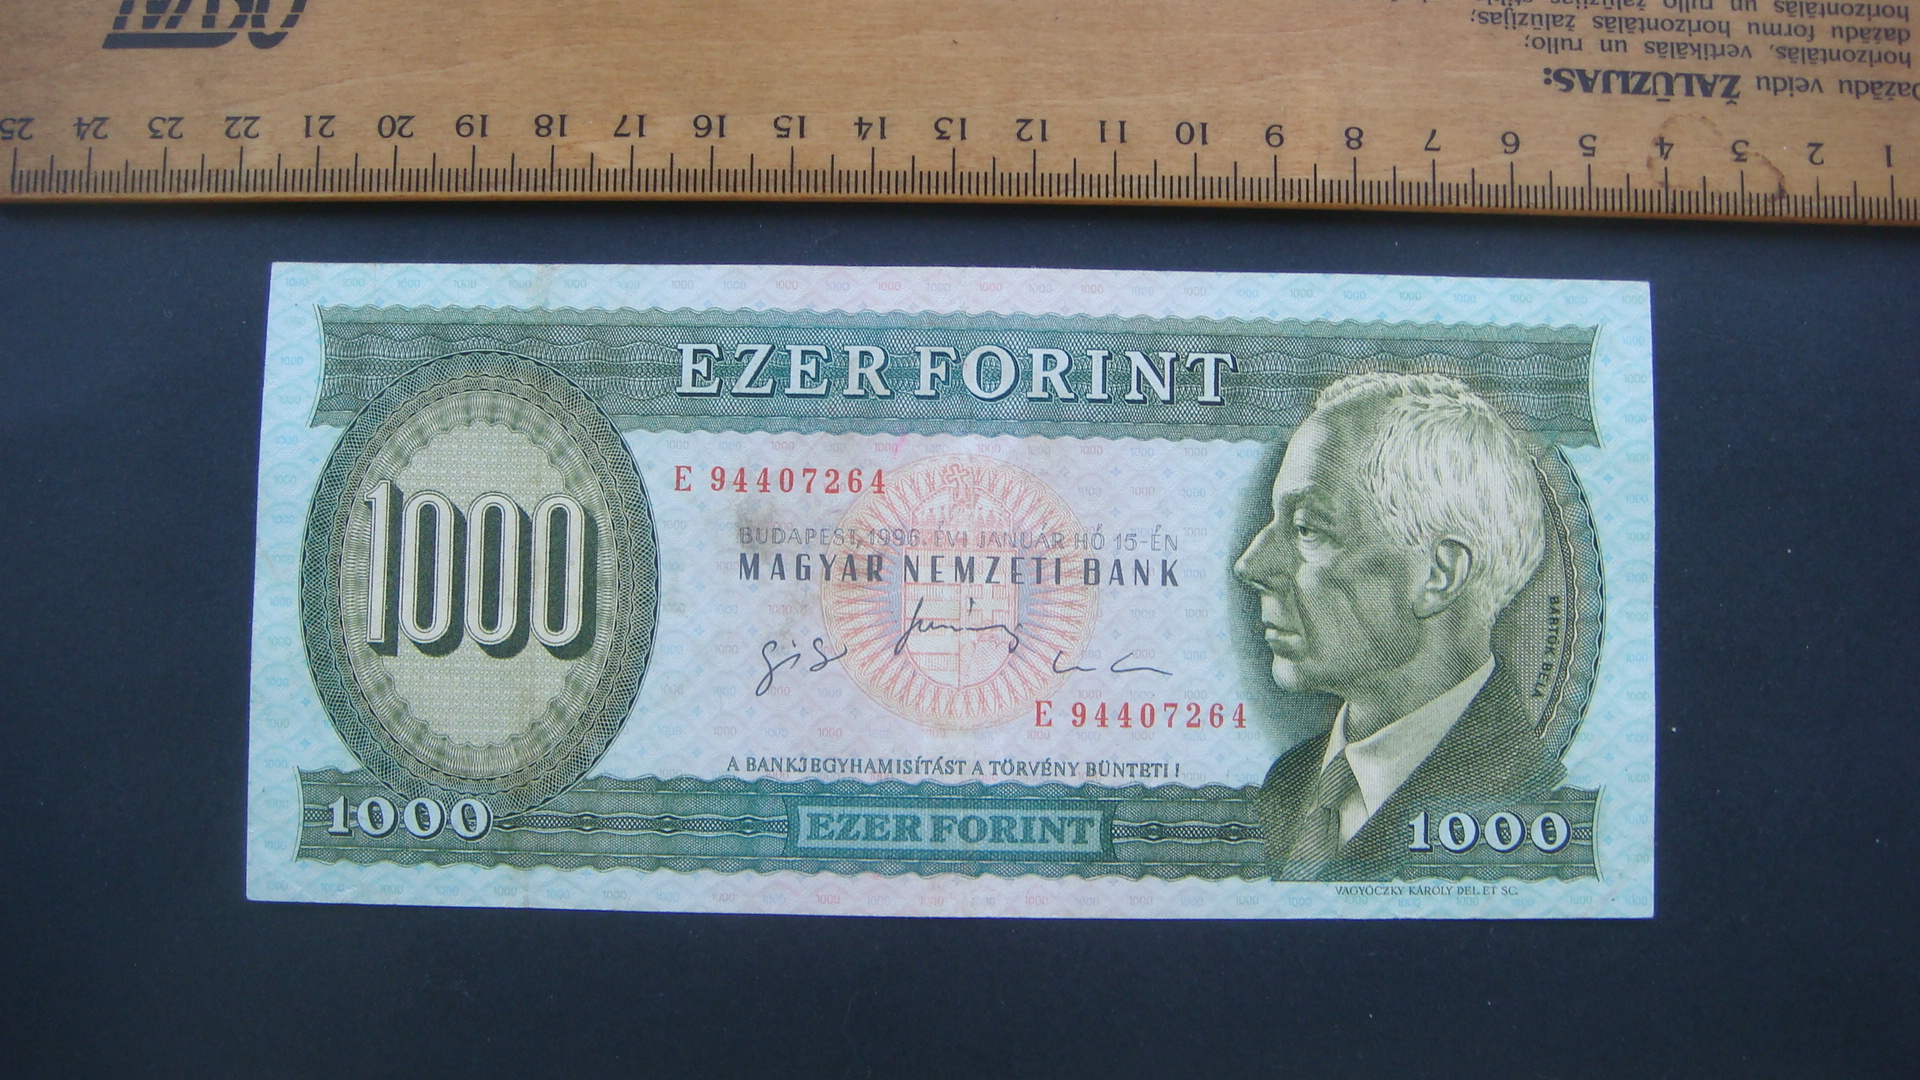 Dažādu veidu ŽALŪZIJAS:
horizontālās, vertikālās un rullo;
dažādu formu horizontālās žalūzijas;
1 2 3 4 5 6 7 8 9 10 11 12 13 14 15 16 17 18 19 20 21 22 23 24 25
EZER FORINT
1000
E 94407264
BUDAPEST, 1996. ÉVI JANUÁR HÓ 15-ÉN
MAGYAR NEMZETI BANK
BARTÓK BÉLA
E 94407264
A BANKJEGYHAMISÍTÁST A TÖRVÉNY BÜNTETI!
1000
EZER FORINT
1000
VAGYÓCZKY KÁROLY DEL. ET SC.